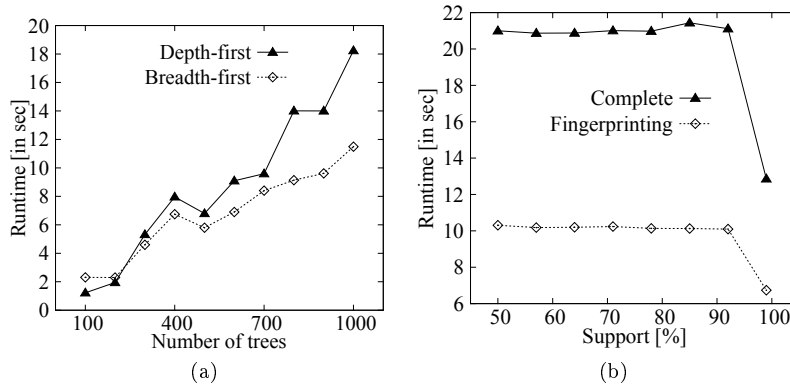 20
18
16
14
12
10
8
6
4
2
0
Runtime [in sec]
Depth-first
Breadth-first
100 400 700 1000
Number of trees
(a)
22
20
18
16
14
12
10
8
6
Runtime [in sec]
Complete
Fingerprinting
50 60 70 80 90 100
Support [%]
(b)